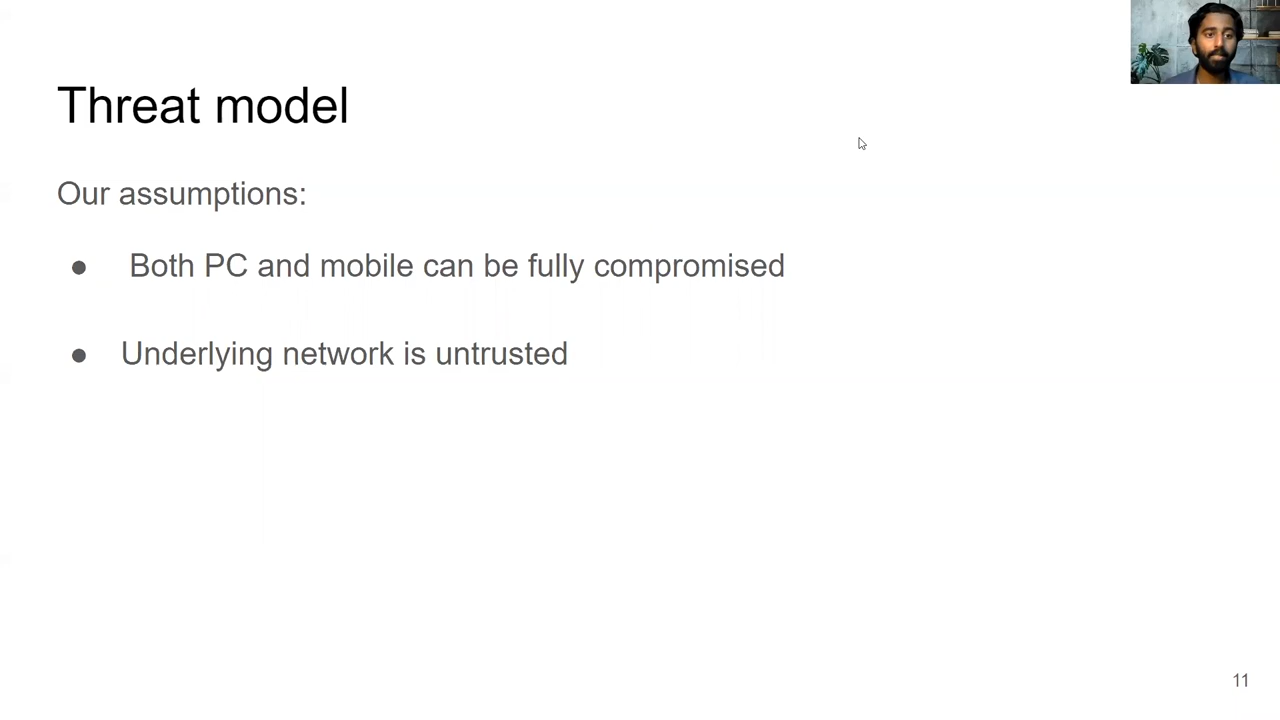 Threat model
Our assumptions:
● Both PC and mobile can be fully compromised
● Underlying network is untrusted
11